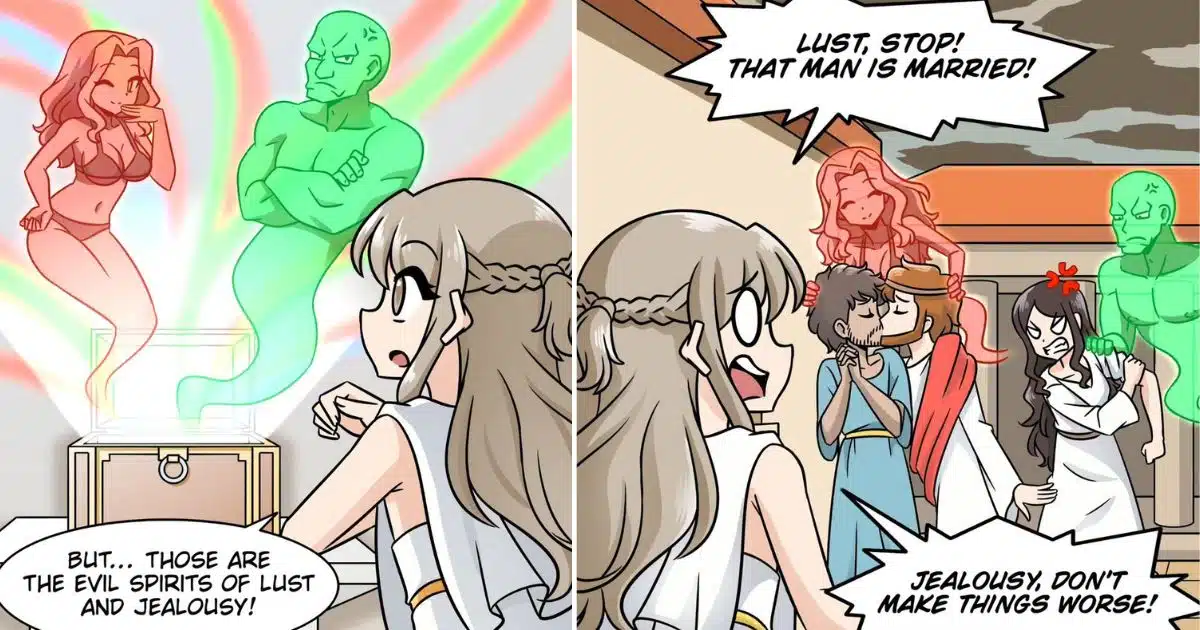 BUT... THOSE ARE
THE EVIL SPIRITS OF LUST
AND JEALOUSY!
LUST, STOP!
THAT MAN IS MARRIED!
JEALOUSY, DON'T
MAKE THINGS WORSE!